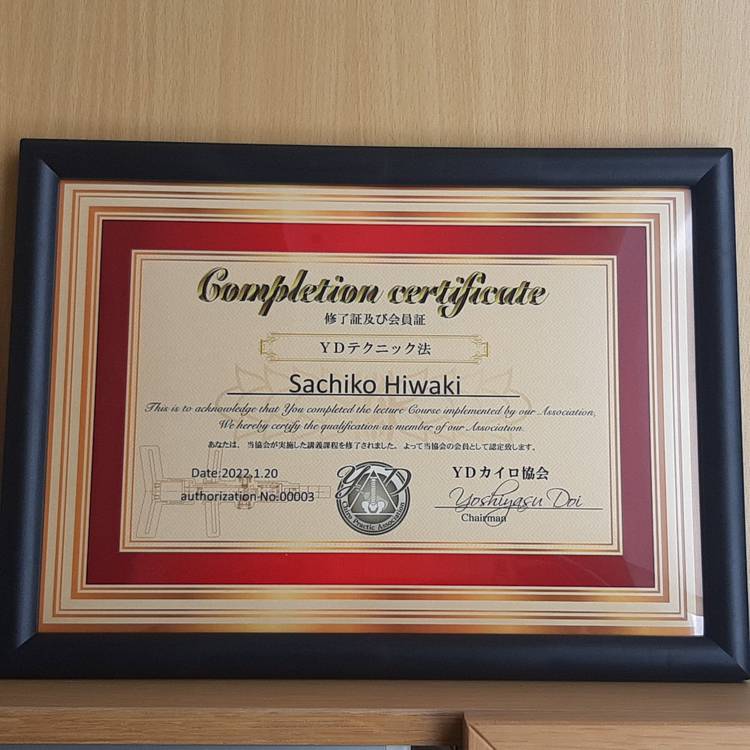 Completion certificate
修了証及び会員証
YDテクニック法
Sachiko Hiwaki
This is to acknowledge that You completed the lecture Course implemented by our Association,
We hereby certify the qualification as member of our Association.
あなたは、当協会が実施した講義課程を修了されました。よって当協会の会員として認定致します。
Date:2022.1.20
authorization No:00003
YD
Chiro Practic Association
YDカイロ協会
Yoshiyasu Doi
Chairman